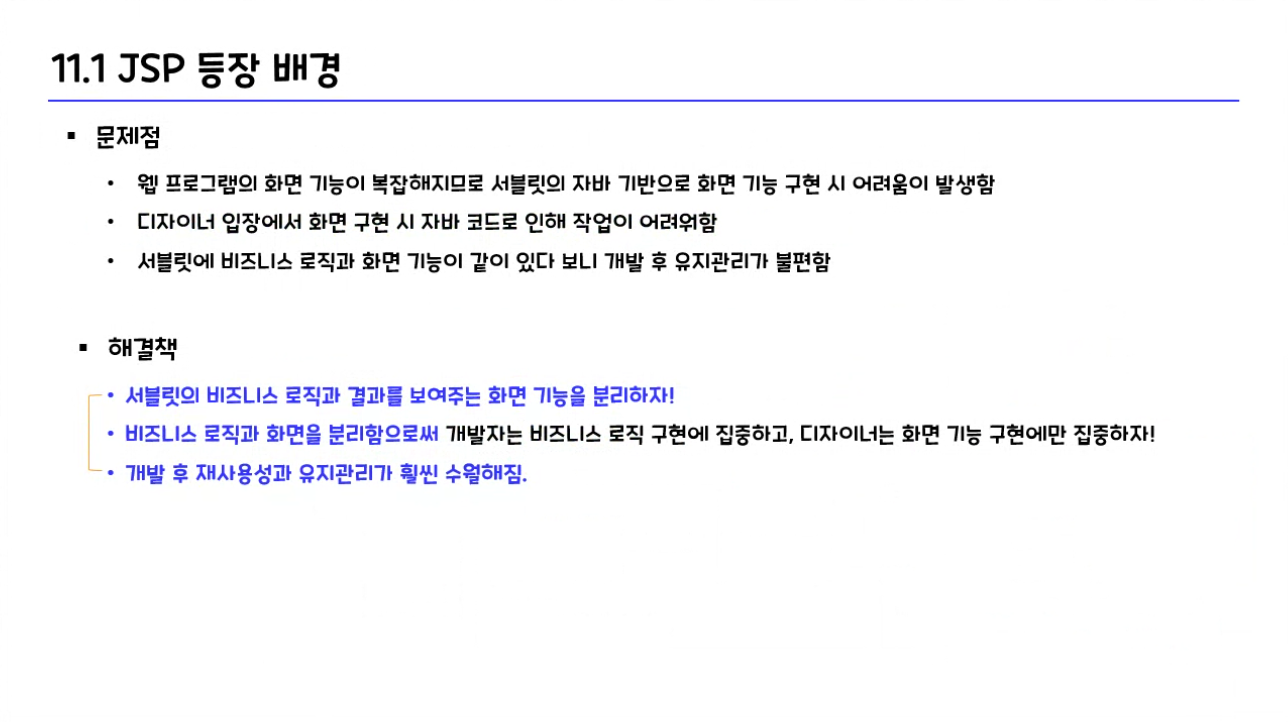 11.1 JSP 등장 배경
▪ 문제점
• 웹 프로그램의 화면 기능이 복잡해지므로 서블릿의 자바 기반으로 화면 기능 구현 시 어려움이 발생함
• 디자이너 입장에서 화면 구현 시 자바 코드로 인해 작업이 어려워함
• 서블릿에 비즈니스 로직과 화면 기능이 같이 있다 보니 개발 후 유지관리가 불편함
▪ 해결책
• 서블릿의 비즈니스 로직과 결과를 보여주는 화면 기능을 분리하자!
• 비즈니스 로직과 화면을 분리함으로써 개발자는 비즈니스 로직 구현에 집중하고, 디자이너는 화면 기능 구현에만 집중하자!
• 개발 후 재사용성과 유지관리가 훨씬 수월해짐.